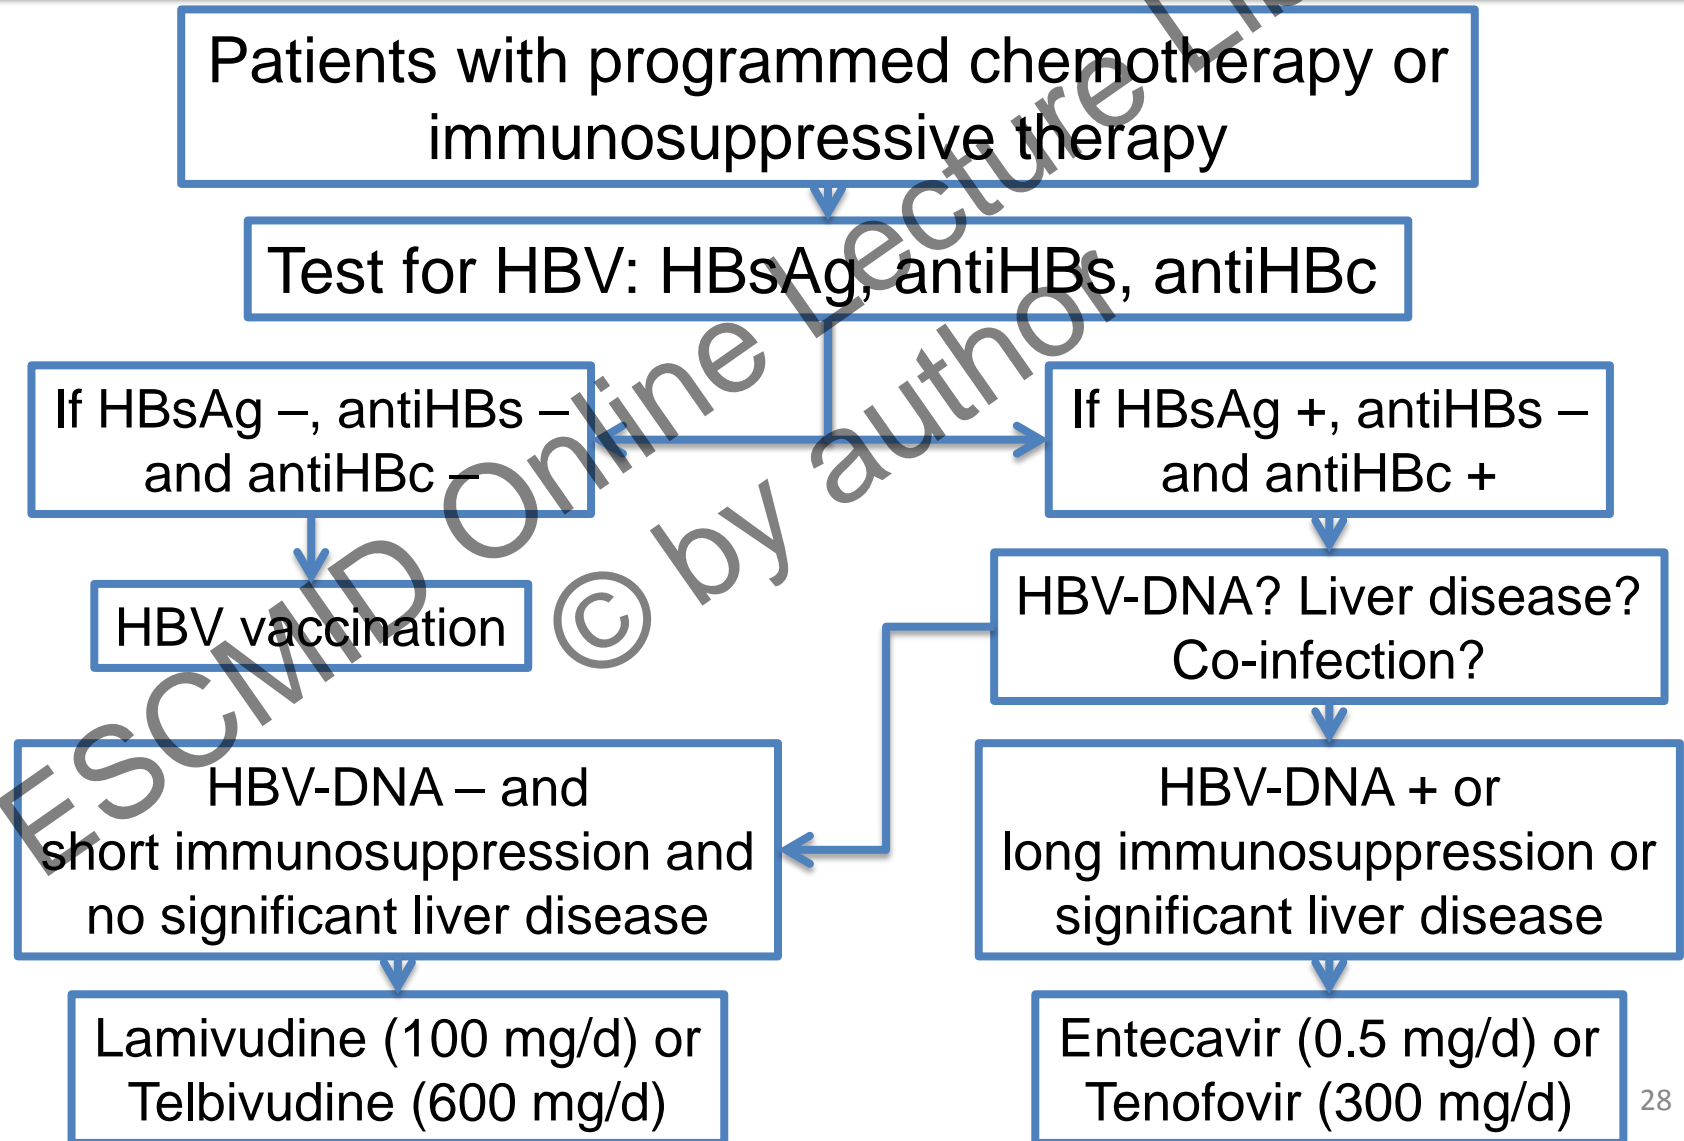 Patients with programmed chemotherapy or
immunosuppressive therapy
Test for HBV: HBsAg, antiHBs, antiHBc
If HBsAg –, antiHBs –
and antiHBc –
If HBsAg +, antiHBs –
and antiHBc +
HBV vaccination
HBV-DNA? Liver disease?
Co-infection?
HBV-DNA – and
short immunosuppression and
no significant liver disease
HBV-DNA + or
long immunosuppression or
significant liver disease
Lamivudine (100 mg/d) or
Telbivudine (600 mg/d)
Entecavir (0.5 mg/d) or
Tenofovir (300 mg/d)
28
ESCMID Online Lecture
© by author